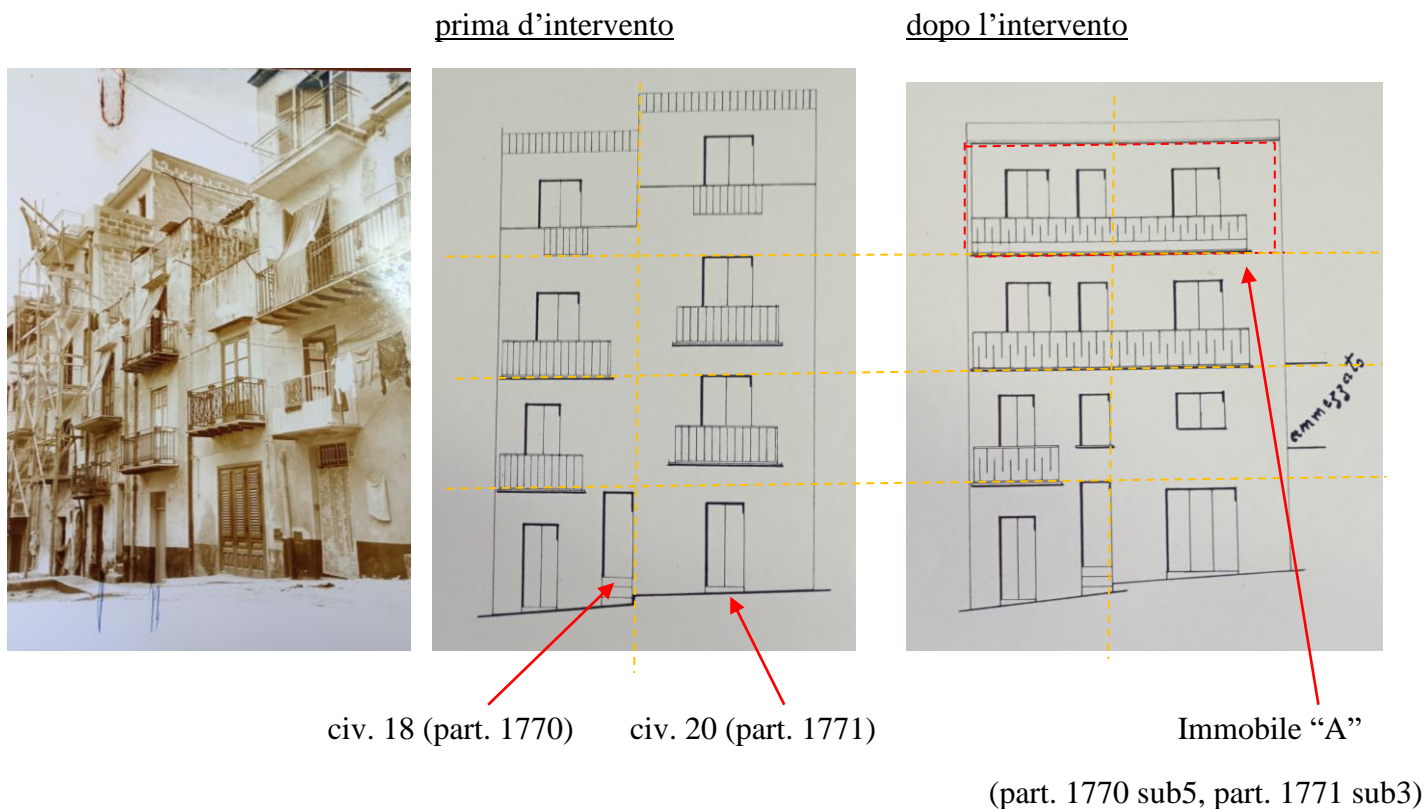 prima d’intervento
dopo l’intervento
ammezzato
civ. 18 (part. 1770)
civ. 20 (part. 1771)
Immobile “A”
(part. 1770 sub5, part. 1771 sub3)